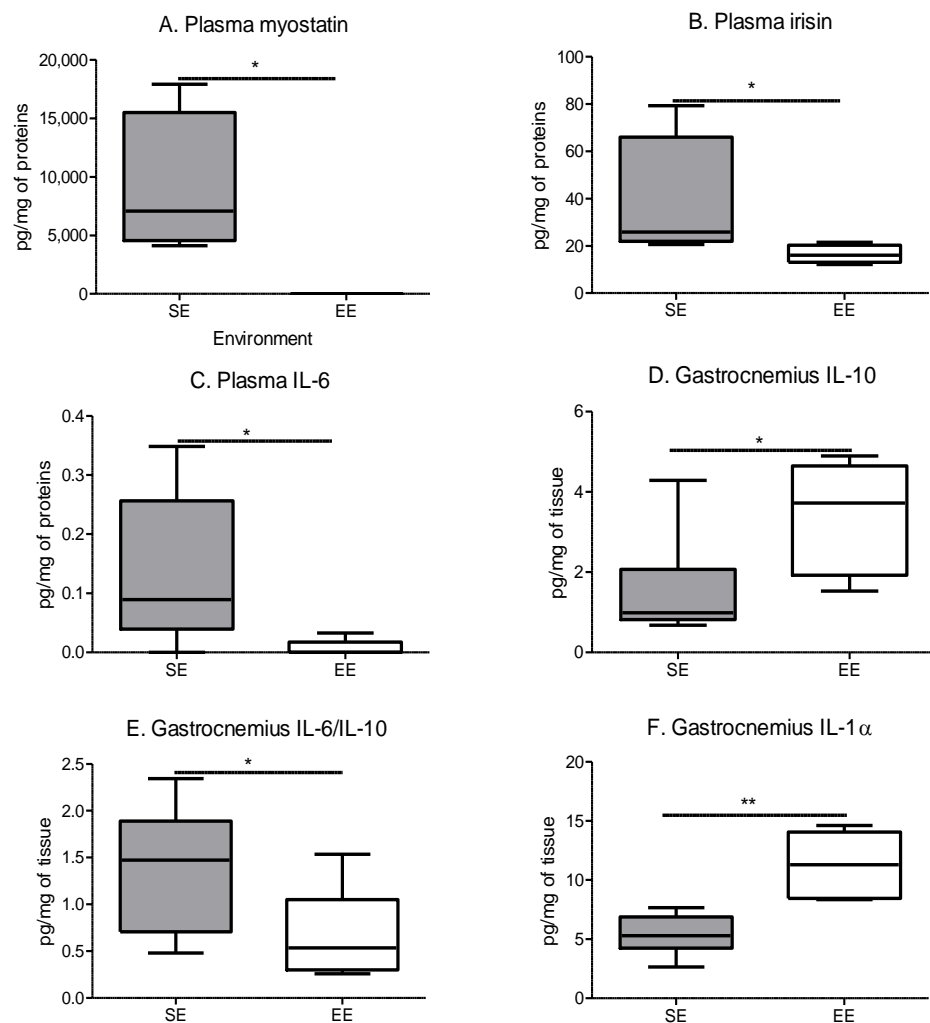 A. Plasma myostatin
pg/mg of proteins
20,000
15,000
10,000
5,000
0
*
SE
EE
Environment
B. Plasma irisin
pg/mg of proteins
100
80
60
40
20
0
*
SE
EE
C. Plasma IL-6
pg/mg of proteins
0.4
0.3
0.2
0.1
0.0
*
SE
EE
D. Gastrocnemius IL-10
pg/mg of tissue
6
4
2
0
*
SE
EE
E. Gastrocnemius IL-6/IL-10
pg/mg of tissue
2.5
2.0
1.5
1.0
0.5
0.0
*
SE
EE
F. Gastrocnemius IL-1α
pg/mg of tissue
20
15
10
5
0
**
SE
EE